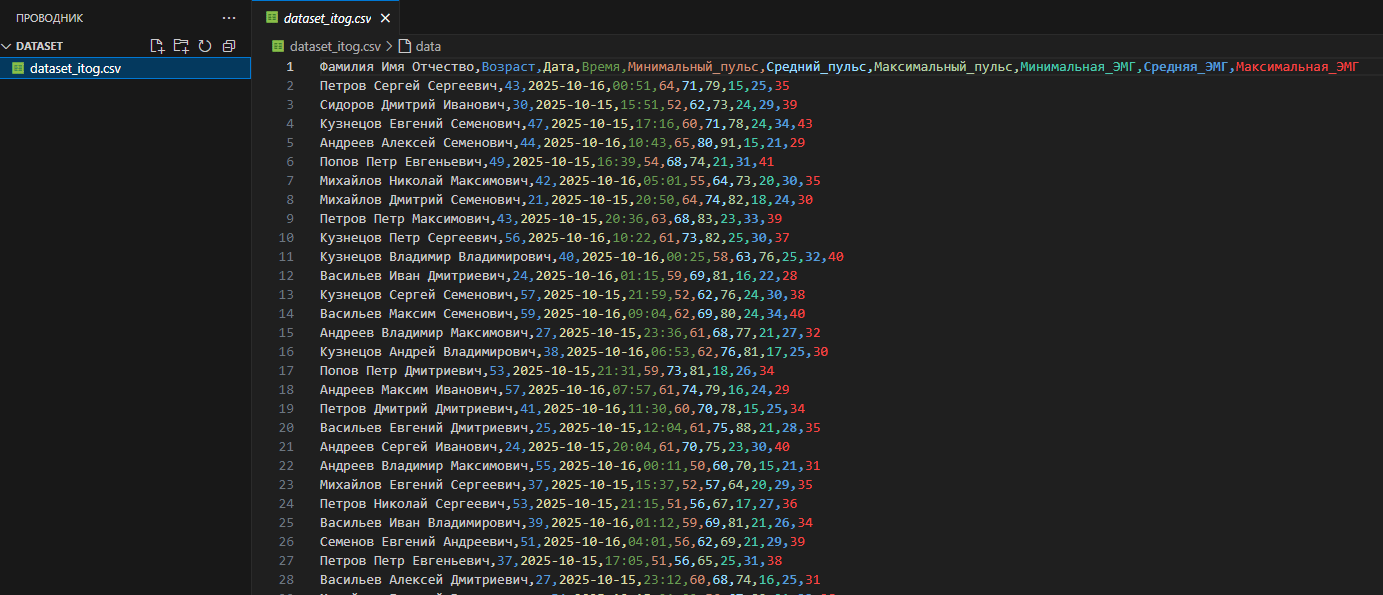 ПРОВОДНИК
DATASET
dataset_itog.csv
dataset_itog.csv
dataset_itog.csv > data
1 Фамилия Имя Отчество,Возраст,Дата,Время,Минимальный_пульс,Средний_пульс,Максимальный_пульс,Минимальная_ЭМГ,Средняя_ЭМГ,Максимальная_ЭМГ
2 Петров Сергей Сергеевич,43,2025-10-16,00:51,64,71,79,15,25,35
3 Сидоров Дмитрий Иванович,30,2025-10-15,15:51,52,62,73,24,29,39
4 Кузнецов Евгений Семенович,47,2025-10-15,17:16,60,71,78,24,34,43
5 Андреев Алексей Семенович,44,2025-10-16,10:43,65,80,91,15,21,29
6 Попов Петр Евгеньевич,49,2025-10-15,16:39,54,68,74,21,31,41
7 Михайлов Николай Максимович,42,2025-10-16,05:01,55,64,73,20,30,35
8 Михайлов Дмитрий Семенович,21,2025-10-15,20:50,64,74,82,18,24,30
9 Петров Петр Максимович,43,2025-10-15,20:36,63,68,83,23,33,39
10 Кузнецов Петр Сергеевич,56,2025-10-16,10:22,61,73,82,25,30,37
11 Кузнецов Владимир Владимирович,40,2025-10-16,00:25,58,63,76,25,32,40
12 Васильев Иван Дмитриевич,24,2025-10-16,01:15,59,69,81,16,22,28
13 Кузнецов Сергей Семенович,57,2025-10-15,21:59,52,62,76,24,30,38
14 Васильев Максим Семенович,59,2025-10-16,09:04,62,69,80,24,34,40
15 Андреев Владимир Максимович,27,2025-10-15,23:36,61,68,77,21,27,32
16 Кузнецов Андрей Владимирович,38,2025-10-16,06:53,62,76,81,17,25,30
17 Попов Петр Дмитриевич,53,2025-10-15,21:31,59,73,81,18,26,34
18 Андреев Максим Иванович,57,2025-10-16,07:57,61,74,79,16,24,29
19 Петров Дмитрий Дмитриевич,41,2025-10-16,11:30,60,70,78,15,25,34
20 Васильев Евгений Дмитриевич,25,2025-10-15,12:04,61,75,88,21,28,35
21 Андреев Сергей Иванович,24,2025-10-15,20:04,61,70,75,23,30,40
22 Андреев Владимир Максимович,55,2025-10-16,00:11,50,60,70,15,21,31
23 Михайлов Евгений Сергеевич,37,2025-10-15,15:37,52,57,64,20,29,35
24 Петров Николай Сергеевич,53,2025-10-15,21:15,51,56,67,17,27,36
25 Васильев Иван Владимирович,39,2025-10-16,01:12,59,69,81,21,26,34
26 Семенов Евгений Андреевич,51,2025-10-16,04:01,56,62,69,21,29,39
27 Петров Петр Евгеньевич,37,2025-10-15,17:05,51,56,65,25,31,38
28 Васильев Алексей Дмитриевич,27,2025-10-15,23:12,60,68,74,16,25,31